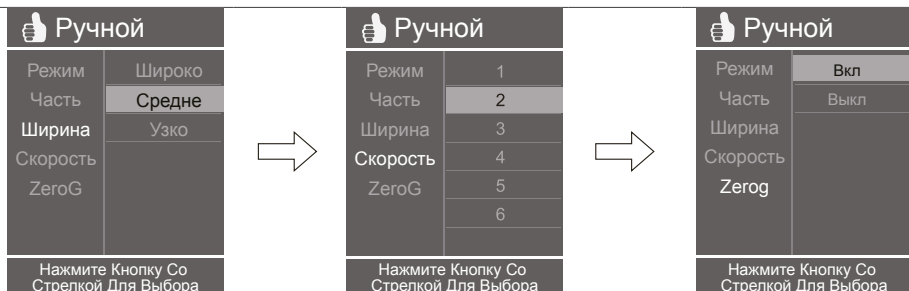 Ручной
Режим
Часть
Ширина
Скорость
ZeroG
Широко
Средне
Узко
Нажмите Кнопку Со
Стрелкой Для Выбора
Ручной
Режим
Часть
Ширина
Скорость
ZeroG
1
2
3
4
5
6
Нажмите Кнопку Со
Стрелкой Для Выбора
Ручной
Режим
Часть
Ширина
Скорость
Zerog
Вкл
Выкл
Нажмите Кнопку Со
Стрелкой Для Выбора